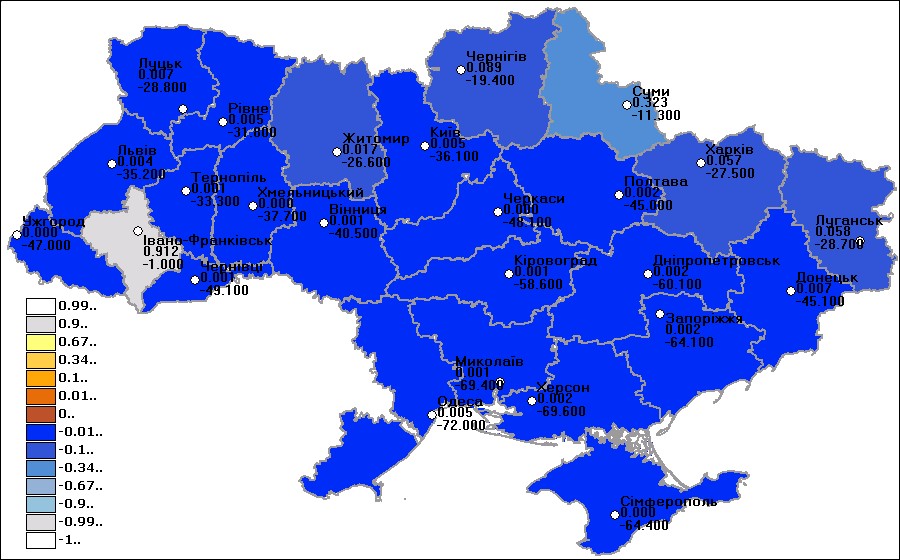 Чернігів
0.089
-19.400
Луцьк
0.007
-28.800
Суми
0.323
-11.300
Рівне
0.005
-31.800
Житомир
0.017
-26.600
Київ
0.005
-36.100
Харків
0.057
-27.500
Львів
0.004
-35.200
Тернопіль
0.001
-33.300
Хмельницький
0.000
-37.700
Вінниця
0.001
-40.500
Черкаси
0.000
-48.100
Полтава
0.002
-45.000
Ужгород
0.000
-47.000
Івано-Франківськ
0.912
-1.000
Луганськ
0.058
-28.700
Чернівці
0.001
-49.100
Кіровоград
0.001
-58.600
Дніпропетровськ
0.002
-60.100
Донецьк
0.007
-45.100
Запоріжжя
0.002
-64.100
Миколаїв
0.001
-69.400
Херсон
0.002
-69.600
Одеса
0.005
-72.000
Сімферополь
0.000
-64.400
0.99..
0.9..
0.67..
0.34..
0.1..
0.01..
0..
-0.01..
-0.1..
-0.34..
-0.67..
-0.9..
-0.99..
-1..